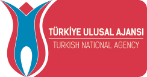 TÜRKİYE ULUSAL AJANSI
TURKISH NATIONAL AGENCY